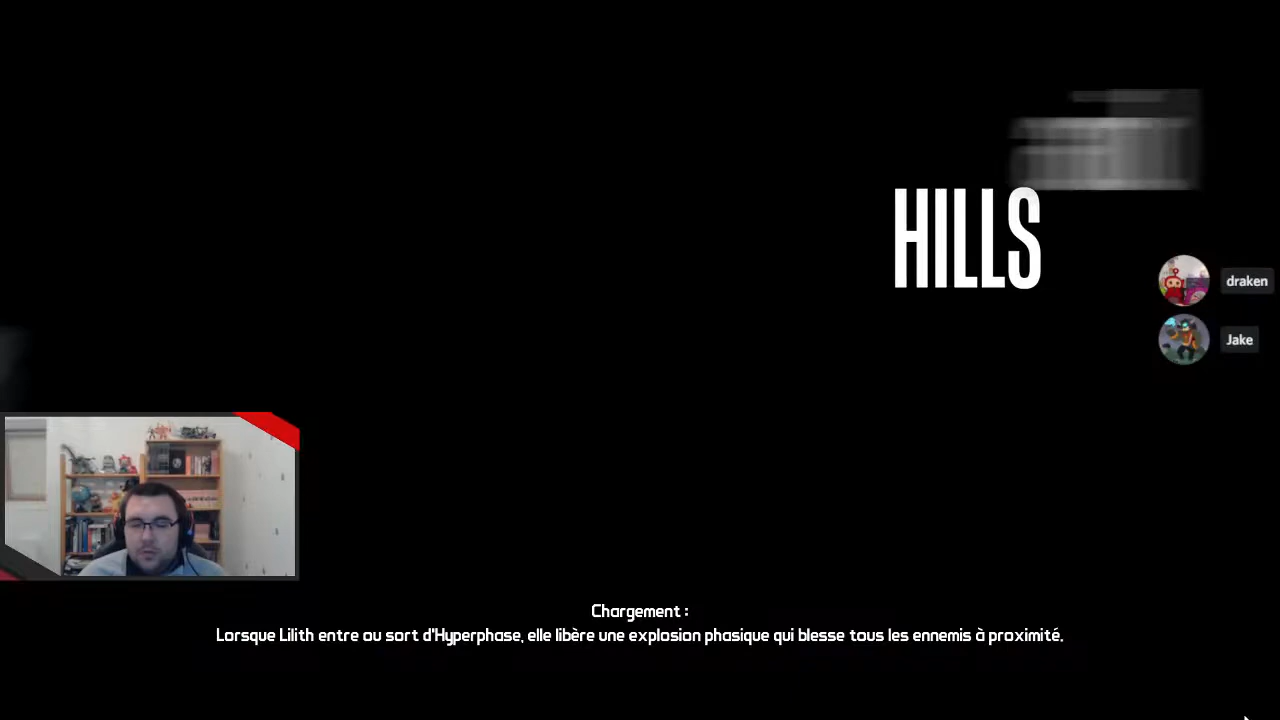 HILLS
draken
Jake
Chargement :
Lorsque Lilith entre ou sort d'Hyperphase, elle libère une explosion phasique qui blesse tous les ennemis à proximité.